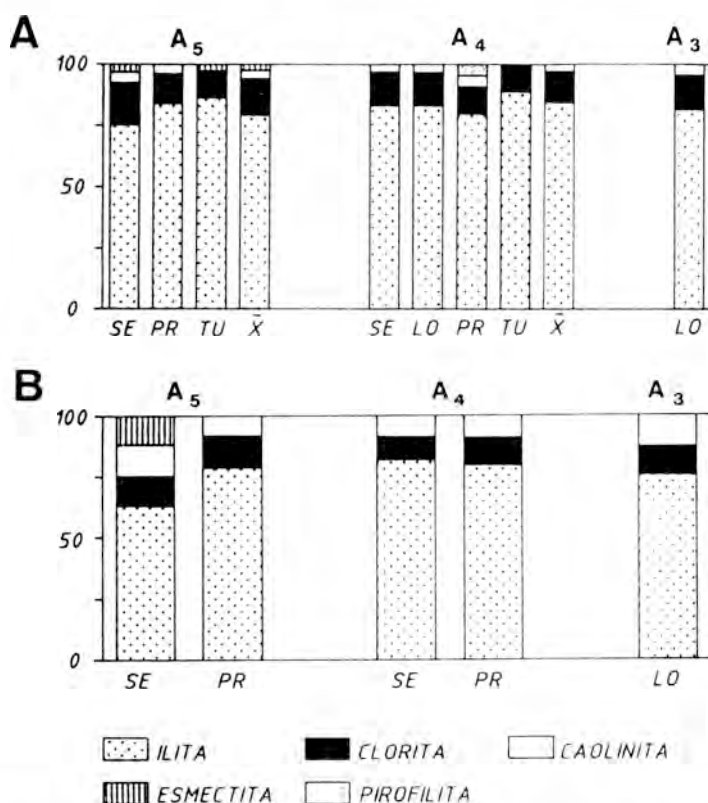 A
A5 A4 A3
100
50
0
SE PR TU X̄ SE LO PR TU X̄ LO
B
A5 A4 A3
100
50
0
SE PR SE PR LO
ILITA CLORITA CAOLINITA
ESMECTITA PIROFILITA